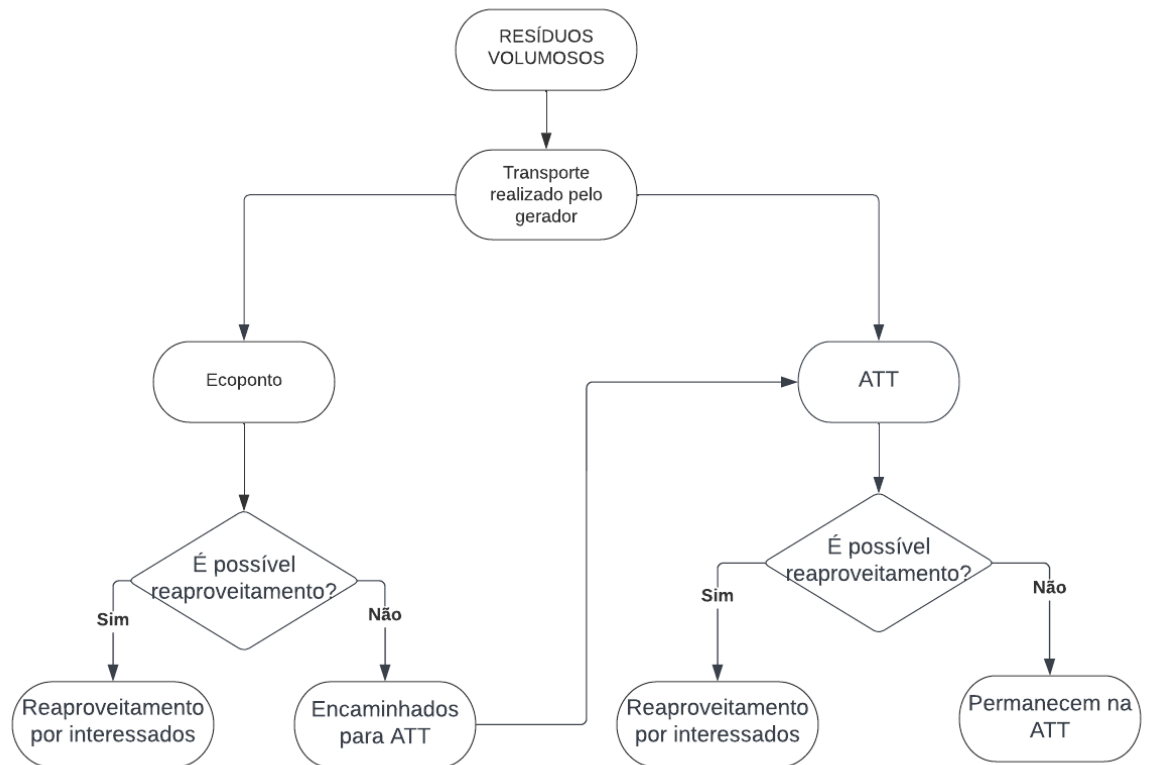 RESÍDUOS
VOLUMOSOS
Transporte
realizado pelo
gerador
Ecoponto
ATT
É possível
reaproveitamento?
É possível
reaproveitamento?
Sim
Não
Sim
Não
Reaproveitamento
por interessados
Encaminhados
para ATT
Reaproveitamento
por interessados
Permanecem na
ATT